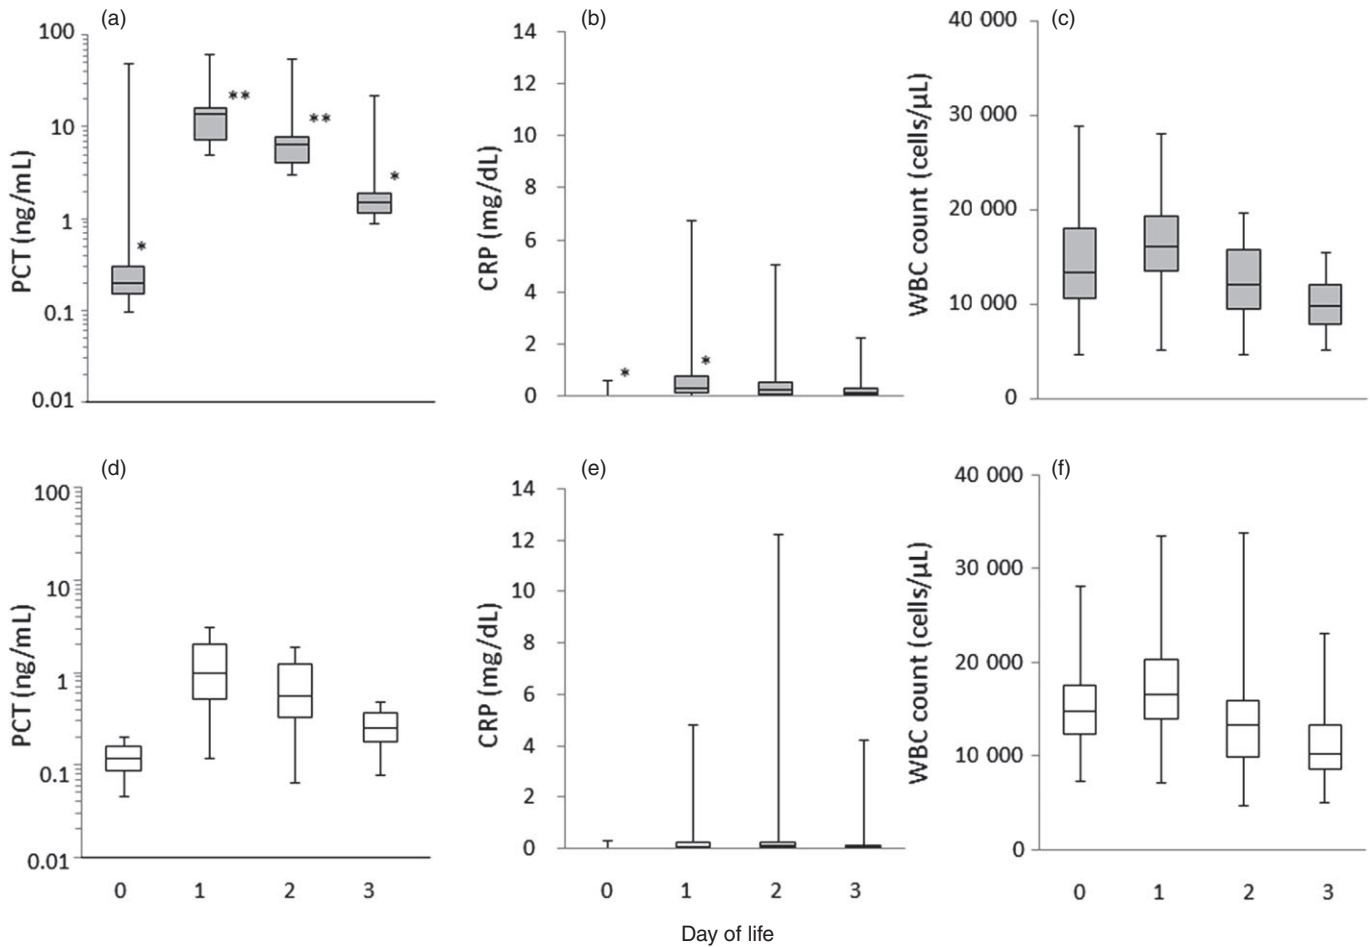 (a)
100
10
1
0.1
0.01
PCT (ng/mL)
*
**
**
*
(b)
14
12
10
8
6
4
2
0
CRP (mg/dL)
*
*
(c)
40 000
30 000
20 000
10 000
0
WBC count (cells/µL)
(d)
100
10
1
0.1
0.01
PCT (ng/mL)
0 1 2 3
(e)
14
12
10
8
6
4
2
0
CRP (mg/dL)
0 1 2 3
(f)
40 000
30 000
20 000
10 000
0
WBC count (cells/µL)
0 1 2 3
Day of life